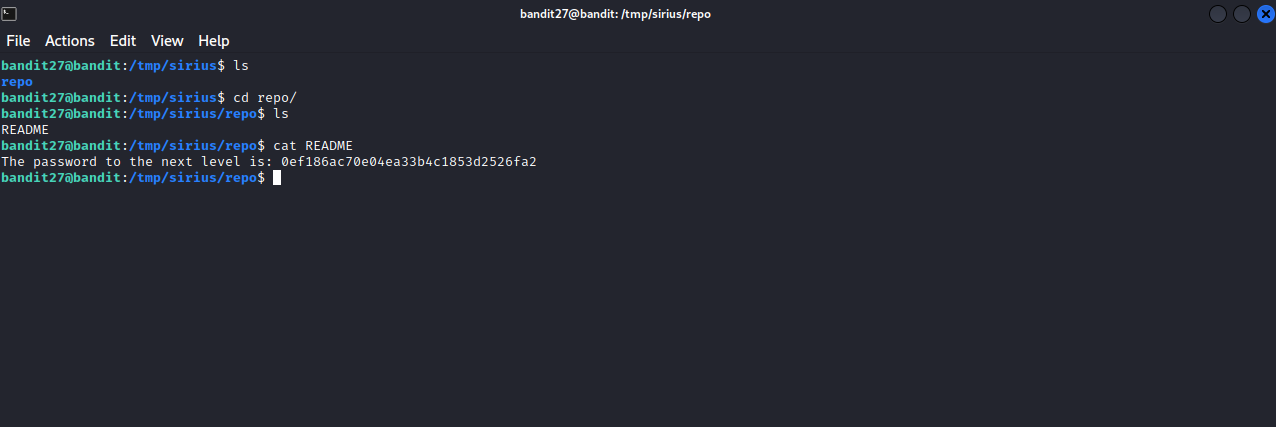 bandit27@bandit: /tmp/sirius/repo
File Actions Edit View Help
bandit27@bandit:/tmp/sirius$ ls
repo
bandit27@bandit:/tmp/sirius$ cd repo/
bandit27@bandit:/tmp/sirius/repo$ ls
README
bandit27@bandit:/tmp/sirius/repo$ cat README
The password to the next level is: 0ef186ac70e04ea33b4c1853d2526fa2
bandit27@bandit:/tmp/sirius/repo$